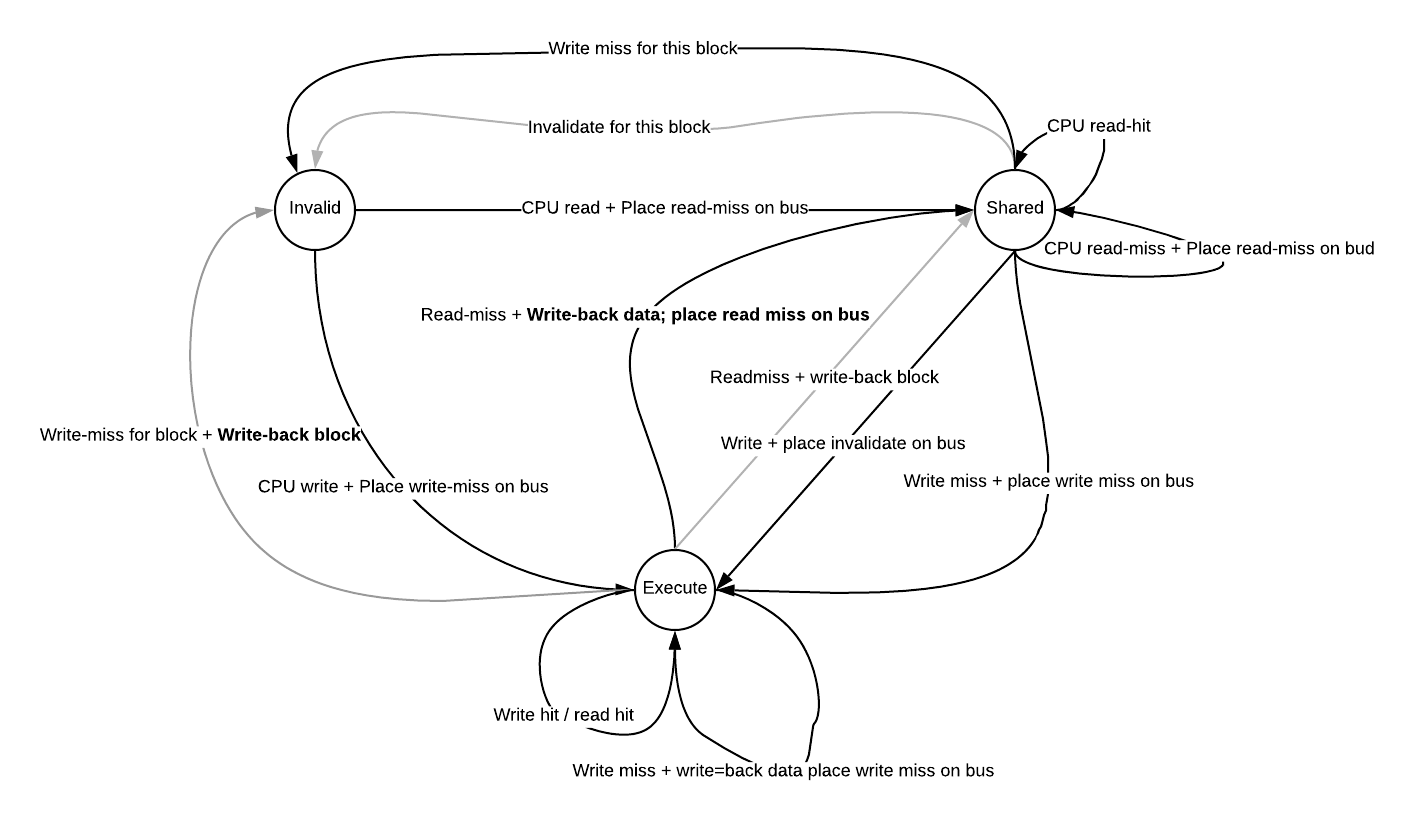 Write miss for this block
Invalidate for this block
CPU read-hit
Invalid
CPU read + Place read-miss on bus
Shared
CPU read-miss + Place read-miss on bud
Read-miss + Write-back data; place read miss on bus
Readmiss + write-back block
Write-miss for block + Write-back block
Write + place invalidate on bus
CPU write + Place write-miss on bus
Write miss + place write miss on bus
Execute
Write hit / read hit
Write miss + write=back data place write miss on bus